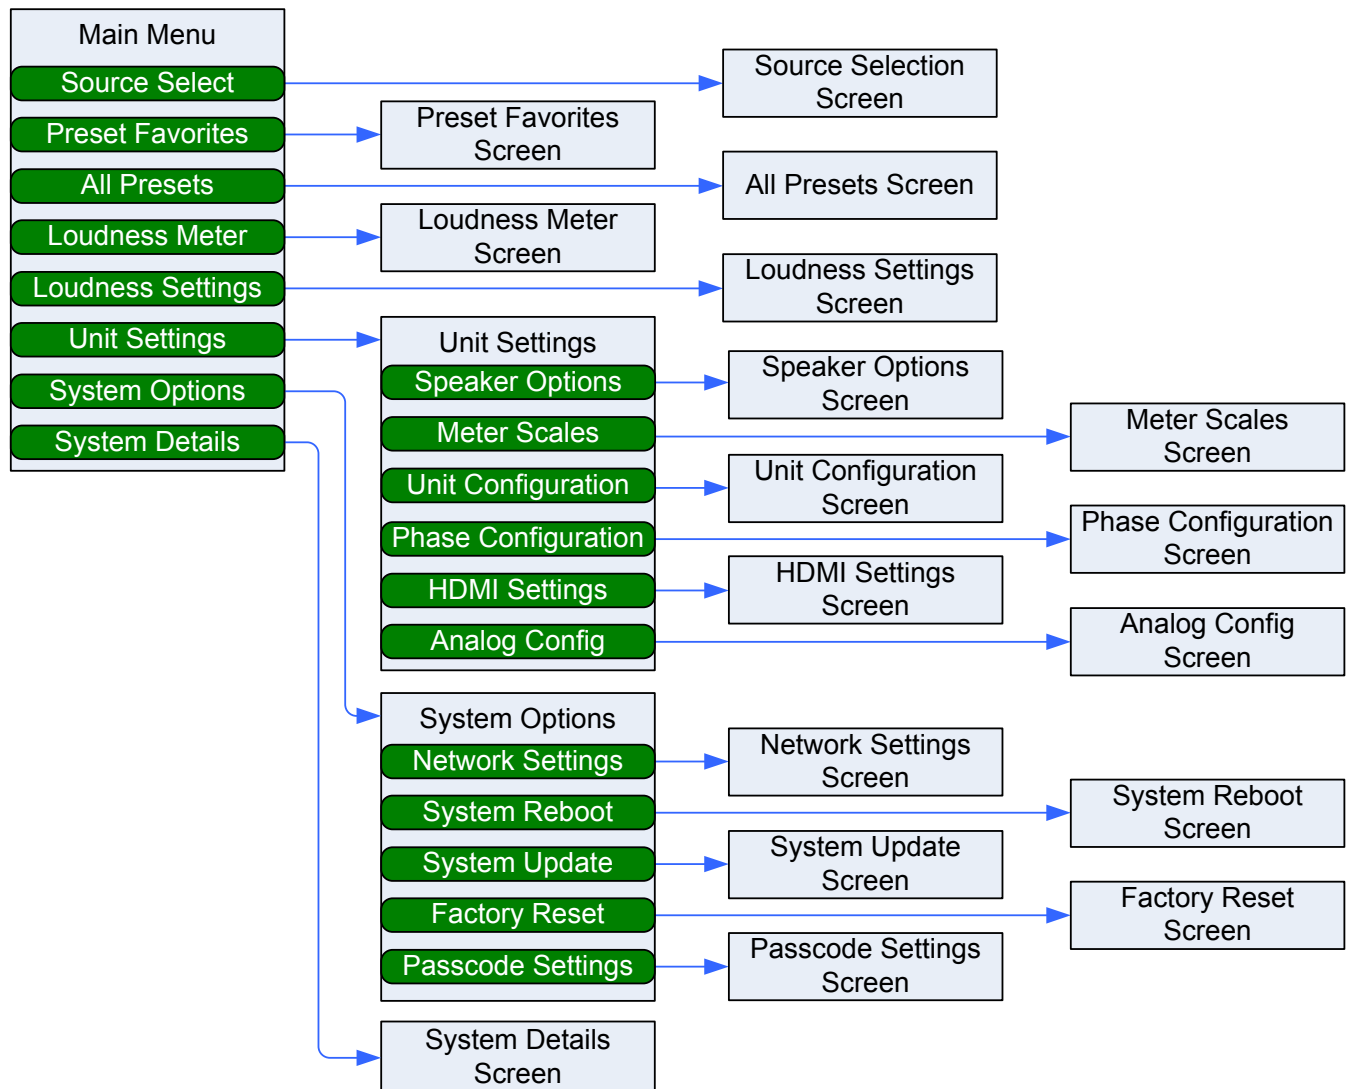 Main Menu
Source Select
Preset Favorites
All Presets
Loudness Meter
Loudness Settings
Unit Settings
System Options
System Details
Source Selection
Screen
Preset Favorites
Screen
All Presets Screen
Loudness Meter
Screen
Loudness Settings
Screen
Unit Settings
Speaker Options
Meter Scales
Unit Configuration
Phase Configuration
HDMI Settings
Analog Config
Speaker Options
Screen
Meter Scales
Screen
Unit Configuration
Screen
Phase Configuration
Screen
HDMI Settings
Screen
Analog Config
Screen
System Options
Network Settings
System Reboot
System Update
Factory Reset
Passcode Settings
Network Settings
Screen
System Reboot
Screen
System Update
Screen
Factory Reset
Screen
Passcode Settings
Screen
System Details
Screen